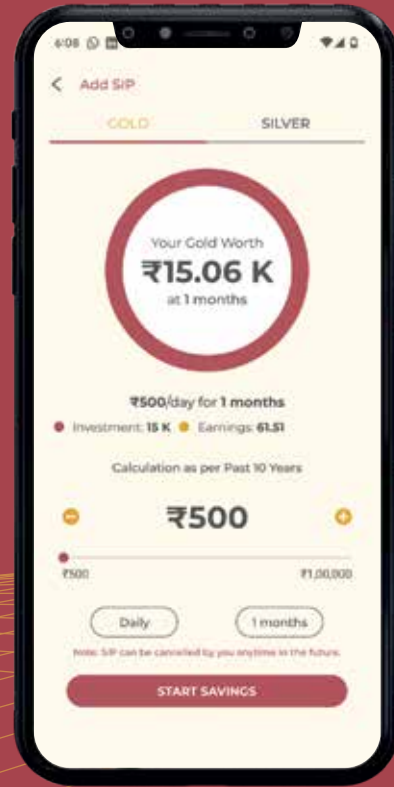 6:08
Add SIP
GOLD SILVER
Your Gold Worth
₹15.06 K
at 1 months
₹500/day for 1 months
Investment: 15 K Earnings: 61.51
Calculation as per Past 10 Years
₹500
₹500 ₹1,00,000
Daily 1 months
Note: SIP can be cancelled by you anytime in the future.
START SAVINGS